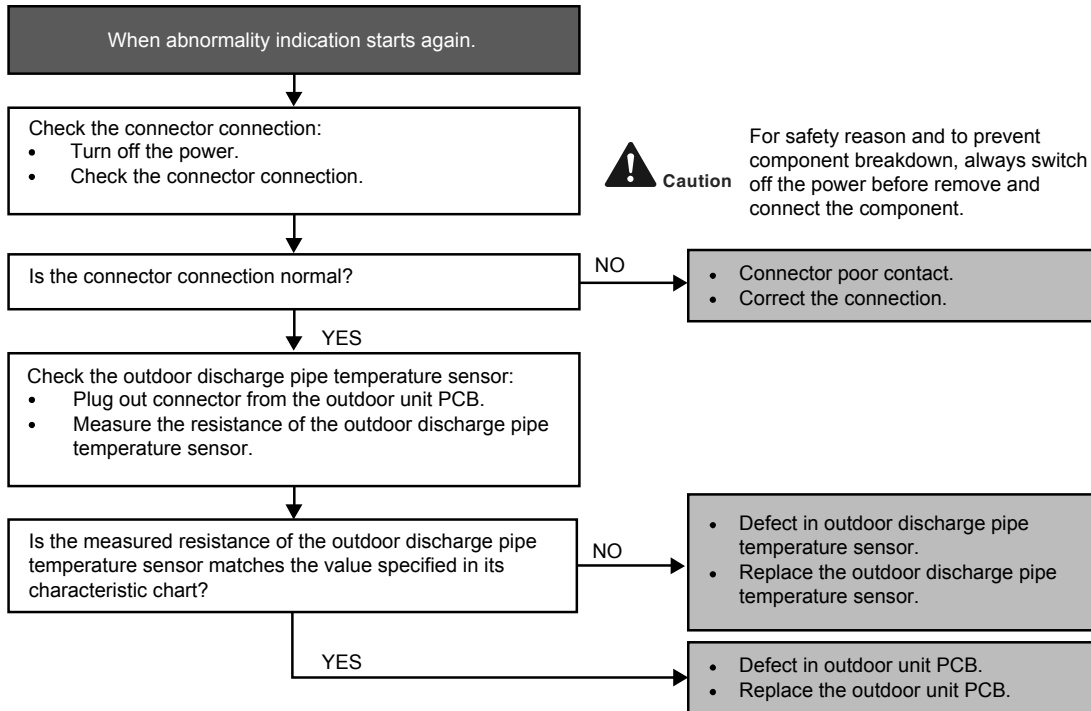 When abnormality indication starts again.
Check the connector connection:
• Turn off the power.
• Check the connector connection.
Caution
For safety reason and to prevent
component breakdown, always switch
off the power before remove and
connect the component.
Is the connector connection normal?
NO
• Connector poor contact.
• Correct the connection.
YES
Check the outdoor discharge pipe temperature sensor:
• Plug out connector from the outdoor unit PCB.
• Measure the resistance of the outdoor discharge pipe
temperature sensor.
Is the measured resistance of the outdoor discharge pipe
temperature sensor matches the value specified in its
characteristic chart?
NO
• Defect in outdoor discharge pipe
temperature sensor.
• Replace the outdoor discharge pipe
temperature sensor.
YES
• Defect in outdoor unit PCB.
• Replace the outdoor unit PCB.